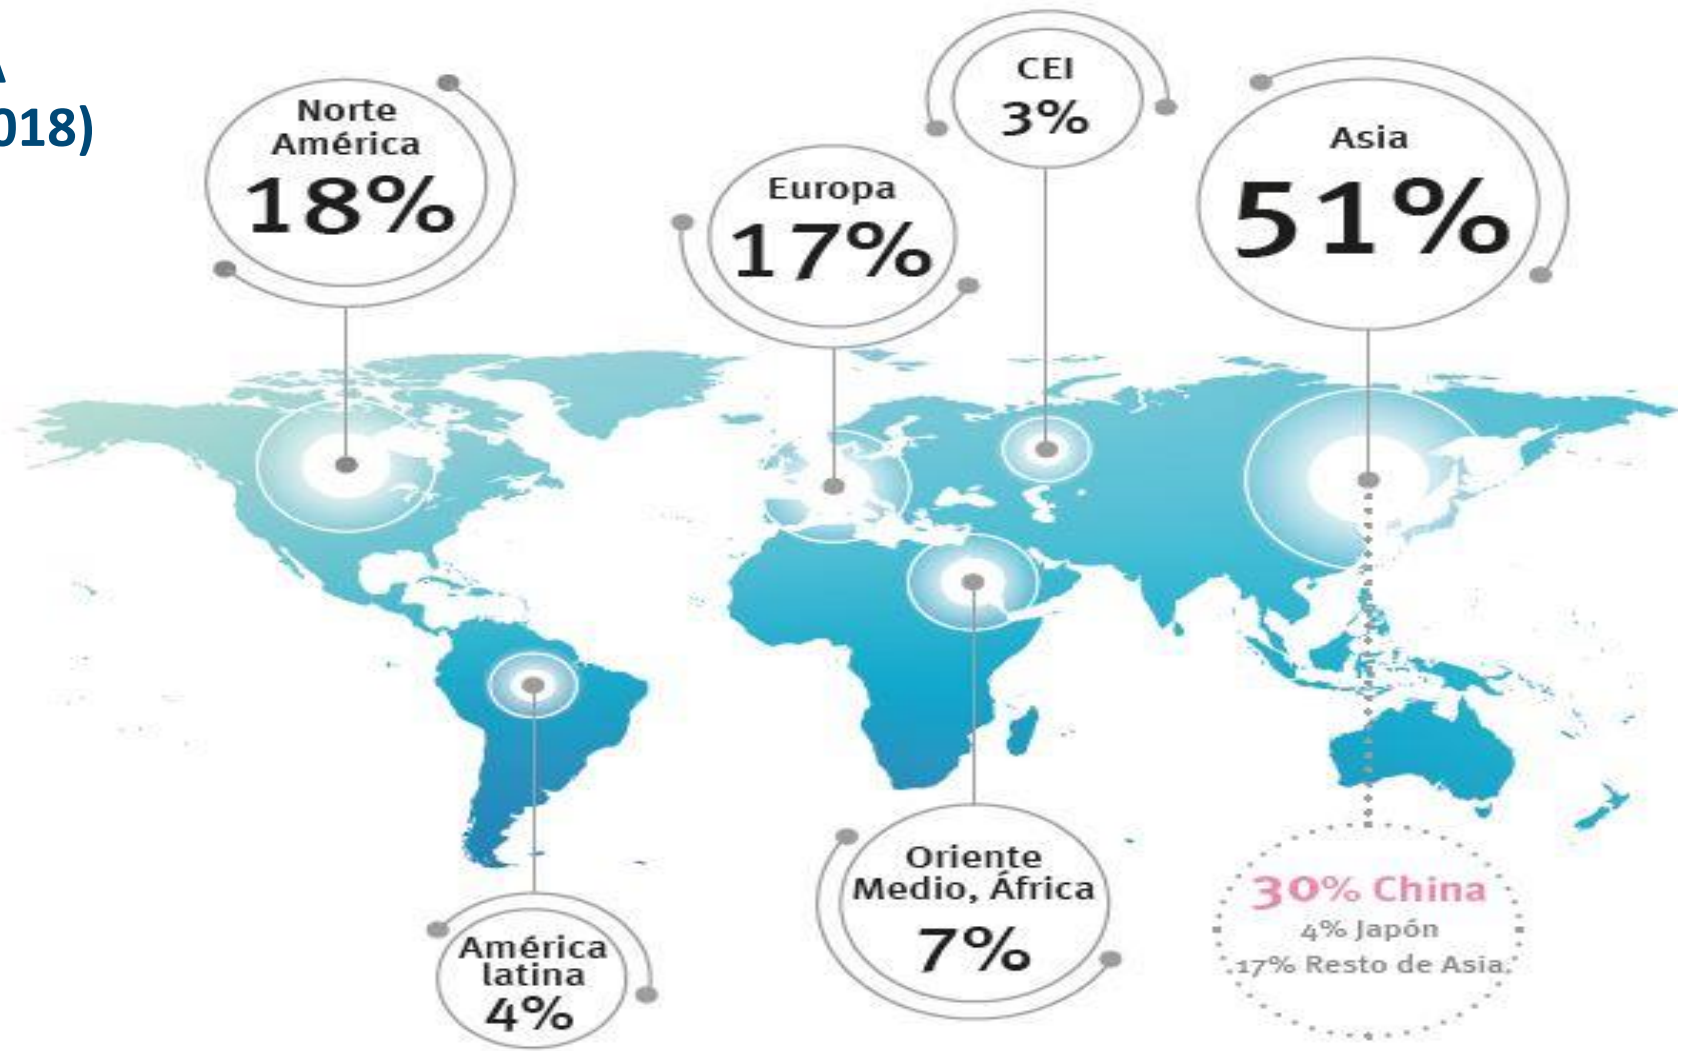 A
018)
Norte
América
18%
Europa
17%
CEI
3%
Asia
51%
América
latina
4%
Oriente
Medio, África
7%
30% China
4% Japón
17% Resto de Asia